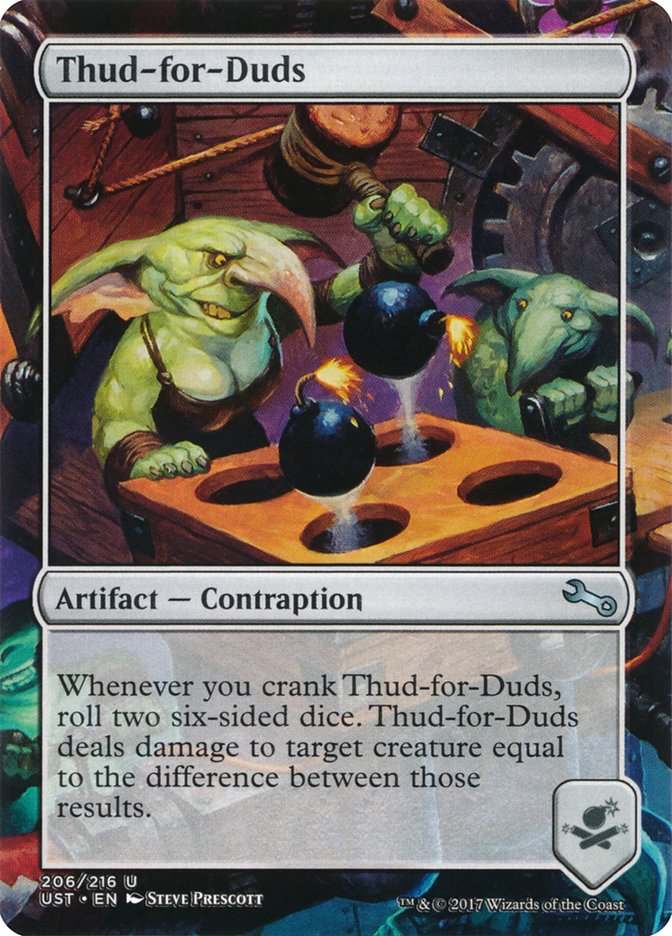 Thud-for-Duds
Artifact — Contraption
Whenever you crank Thud-for-Duds,
roll two six-sided dice. Thud-for-Duds
deals damage to target creature equal
to the difference between those
results.
206/216 U
UST • EN Steve Prescott
™ & © 2017 Wizards of the Coast